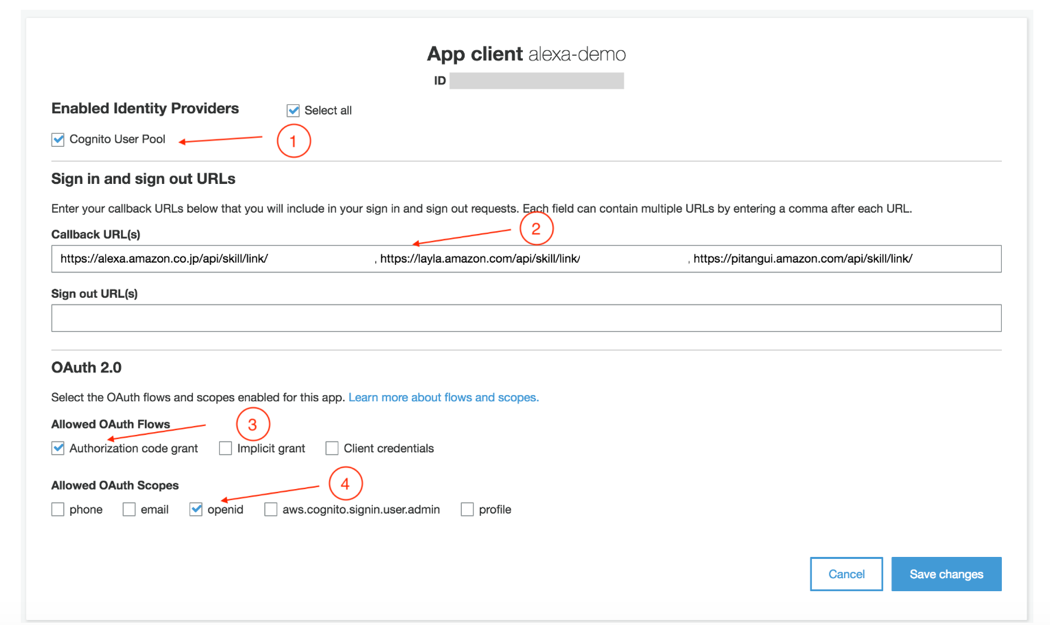 App client alexa-demo
ID
Enabled Identity Providers Select all
Cognito User Pool 1
Sign in and sign out URLs
Enter your callback URLs below that you will include in your sign in and sign out requests. Each field can contain multiple URLs by entering a comma after each URL.
Callback URL(s) 2
https://alexa.amazon.co.jp/api/skill/link/ , https://layla.amazon.com/api/skill/link/ , https://pitangui.amazon.com/api/skill/link/
Sign out URL(s)
OAuth 2.0
Select the OAuth flows and scopes enabled for this app. Learn more about flows and scopes.
Allowed OAuth Flows 3
Authorization code grant Implicit grant Client credentials
Allowed OAuth Scopes 4
phone email openid aws.cognito.signin.user.admin profile
Cancel Save changes